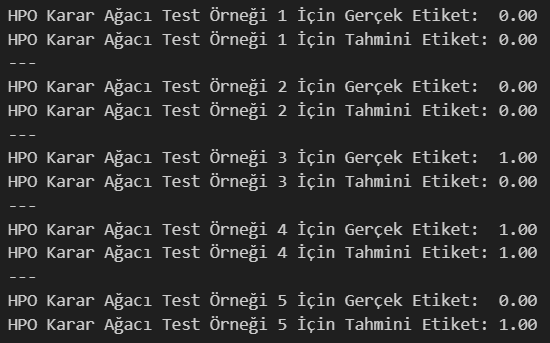 HPO Karar Ağacı Test Örneği 1 İçin Gerçek Etiket:  0.00
HPO Karar Ağacı Test Örneği 1 İçin Tahmini Etiket: 0.00
---
HPO Karar Ağacı Test Örneği 2 İçin Gerçek Etiket:  0.00
HPO Karar Ağacı Test Örneği 2 İçin Tahmini Etiket: 0.00
---
HPO Karar Ağacı Test Örneği 3 İçin Gerçek Etiket:  1.00
HPO Karar Ağacı Test Örneği 3 İçin Tahmini Etiket: 0.00
---
HPO Karar Ağacı Test Örneği 4 İçin Gerçek Etiket:  1.00
HPO Karar Ağacı Test Örneği 4 İçin Tahmini Etiket: 1.00
---
HPO Karar Ağacı Test Örneği 5 İçin Gerçek Etiket:  0.00
HPO Karar Ağacı Test Örneği 5 İçin Tahmini Etiket: 1.00